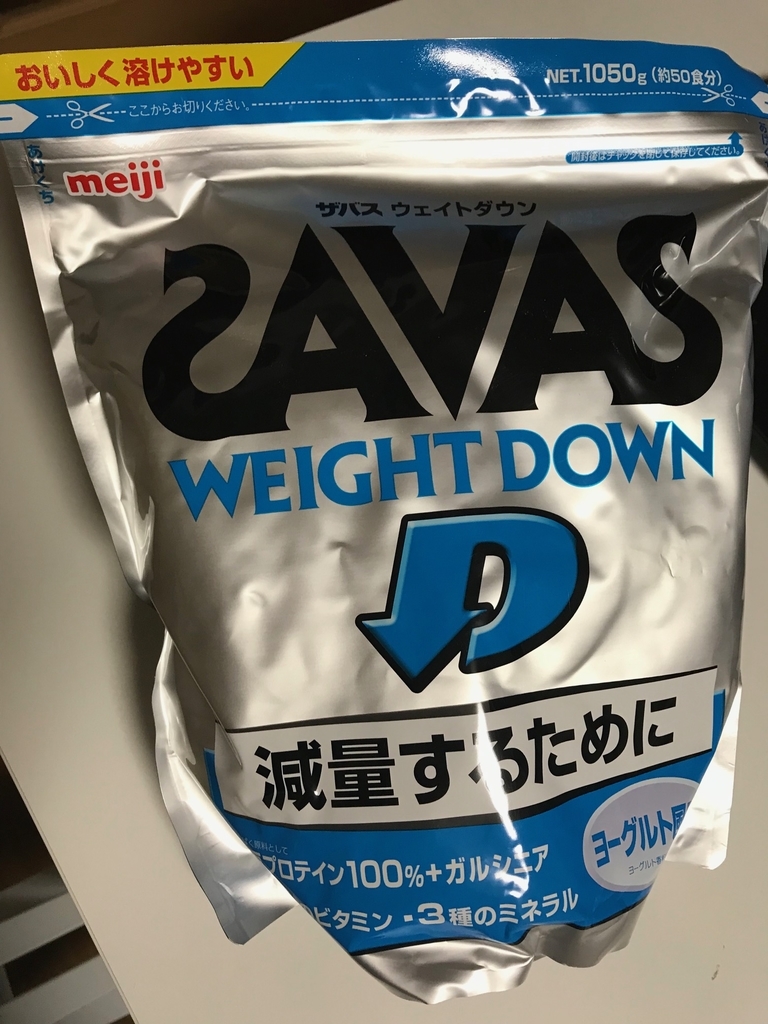 おいしく溶けやすい
NET.1050g (約50食分)
ここからお切りください。
開封後はチャックを閉じて保存してください。
あけくち
meiji
ザバス ウェイトダウン
SAVAS
WEIGHT DOWN
D
減量するために
ヨーグルト風
原料として
プロテイン100%+ガルシニア
ビタミン・3種のミネラル